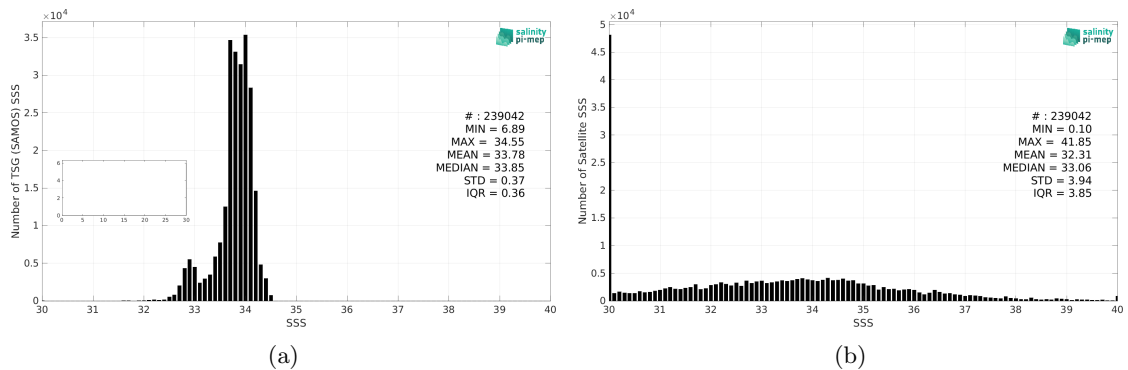 ×10⁴
3.5
3
2.5
2
1.5
1
0.5
0
30 31 32 33 34 35 36 37 38 39 40
SSS
Number of TSG (SAMOS) SSS
salinity
pi-mep
# : 239042
MIN = 6.89
MAX = 34.55
MEAN = 33.78
MEDIAN = 33.85
STD = 0.37
IQR = 0.36
6
4
2
0
0 5 10 15 20 25 30
(a)
×10⁴
5
4.5
4
3.5
3
2.5
2
1.5
1
0.5
0
30 31 32 33 34 35 36 37 38 39 40
SSS
Number of Satellite SSS
salinity
pi-mep
# : 239042
MIN = 0.10
MAX = 41.85
MEAN = 32.31
MEDIAN = 33.06
STD = 3.94
IQR = 3.85
(b)